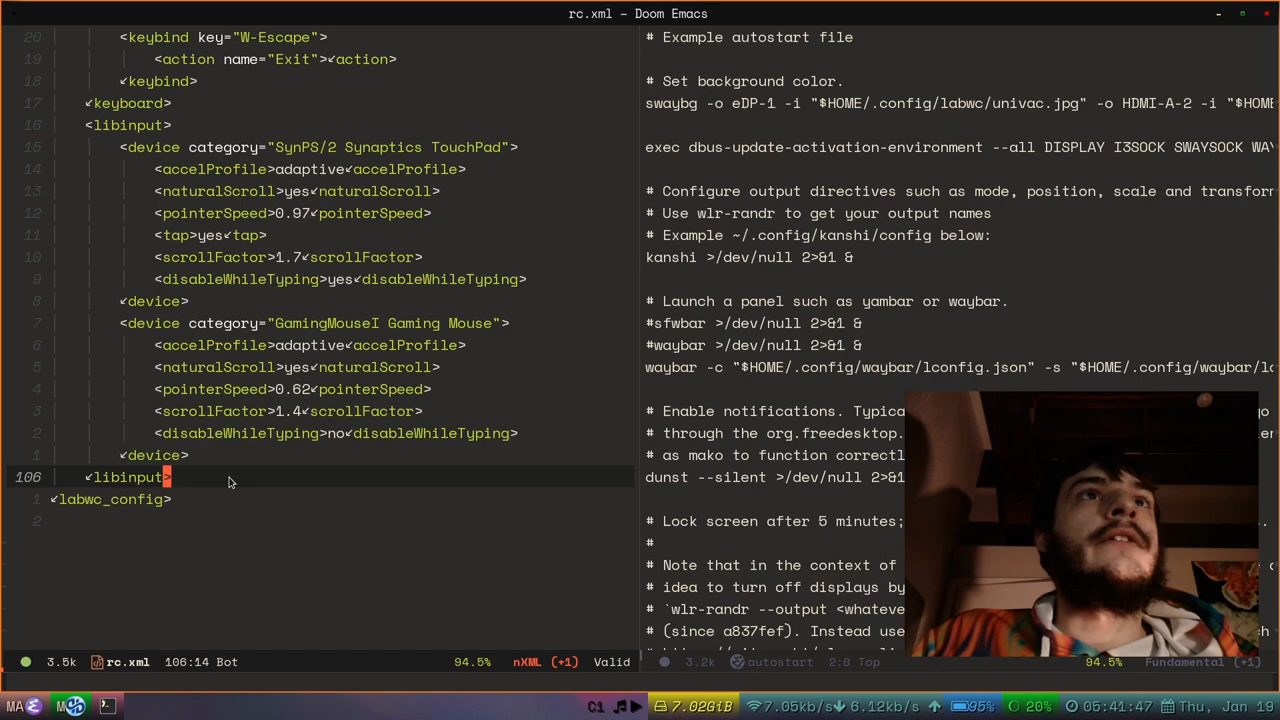 rc.xml – Doom Emacs
20 <keybind key="W-Escape">
19 <action name="Exit">↙action>
18 ↙keybind>
17 ↙keyboard>
16 <libinput>
15 <device category="SynPS/2 Synaptics TouchPad">
14 <accelProfile>adaptive↙accelProfile>
13 <naturalScroll>yes↙naturalScroll>
12 <pointerSpeed>0.97↙pointerSpeed>
11 <tap>yes↙tap>
10 <scrollFactor>1.7↙scrollFactor>
9 <disableWhileTyping>yes↙disableWhileTyping>
8 ↙device>
7 <device category="GamingMouseI Gaming Mouse">
6 <accelProfile>adaptive↙accelProfile>
5 <naturalScroll>yes↙naturalScroll>
4 <pointerSpeed>0.62↙pointerSpeed>
3 <scrollFactor>1.4↙scrollFactor>
2 <disableWhileTyping>no↙disableWhileTyping>
1 ↙device>
106 ↙libinput>
1 ↙labwc_config>
2
# Example autostart file
# Set background color.
swaybg -o eDP-1 -i "$HOME/.config/labwc/univac.jpg" -o HDMI-A-2 -i "$HOME
exec dbus-update-activation-environment --all DISPLAY I3SOCK SWAYSOCK WAY
# Configure output directives such as mode, position, scale and transform
# Use wlr-randr to get your output names
# Example ~/.config/kanshi/config below:
kanshi >/dev/null 2>&1 &
# Launch a panel such as yambar or waybar.
#sfwbar >/dev/null 2>&1 &
#waybar >/dev/null 2>&1 &
waybar -c "$HOME/.config/waybar/lconfig.json" -s "$HOME/.config/waybar/lc
# Enable notifications. Typica
# through the org.freedesktop.
# as mako to function correctl
dunst --silent >/dev/null 2>&1
# Lock screen after 5 minutes;
#
# Note that in the context of
# idea to turn off displays by
# `wlr-randr --output <whateve
# (since a837fef). Instead use
3.5k rc.xml 106:14 Bot 94.5% nXML (+1) Valid
3.2k autostart 2:0 Top 94.5% Fundamental (+1)
7.02GiB 7.05kb/s 6.12kb/s 95% 20% 05:41:47 Thu, Jan 19